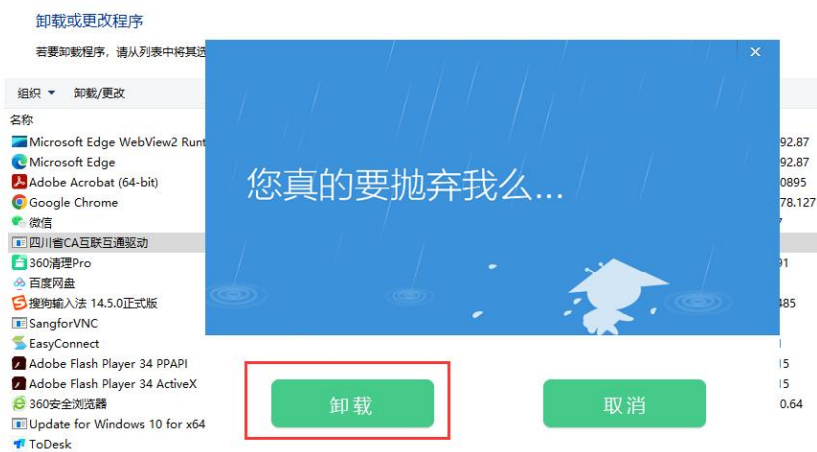 卸载或更改程序
若要卸载程序，请从列表中将其选
组织 卸载/更改
名称
Microsoft Edge WebView2 Runt
92.87
Microsoft Edge
92.87
Adobe Acrobat (64-bit)
0895
Google Chrome
78.127
微信
四川省CA互联互通驱动
360清理Pro
91
百度网盘
搜狗输入法 14.5.0正式版
485
SangforVNC
EasyConnect
Adobe Flash Player 34 PPAPI
15
Adobe Flash Player 34 ActiveX
15
360安全浏览器
0.64
Update for Windows 10 for x64
ToDesk
您真的要抛弃我么...
卸载
取消